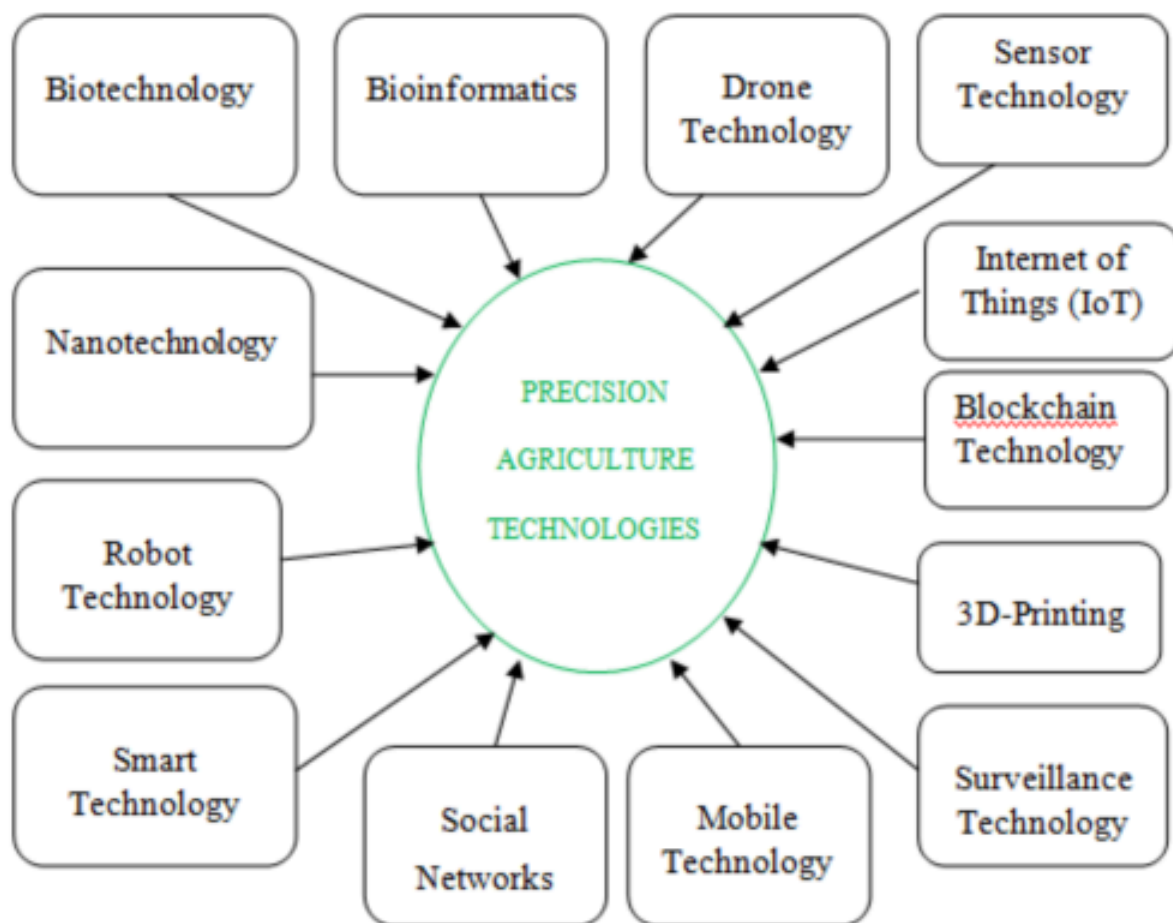 Biotechnology
Bioinformatics
Drone
Technology
Sensor
Technology
Internet of
Things (IoT)
Nanotechnology
PRECISION
AGRICULTURE
TECHNOLOGIES
Blockchain
Technology
Robot
Technology
3D-Printing
Smart
Technology
Social
Networks
Mobile
Technology
Surveillance
Technology